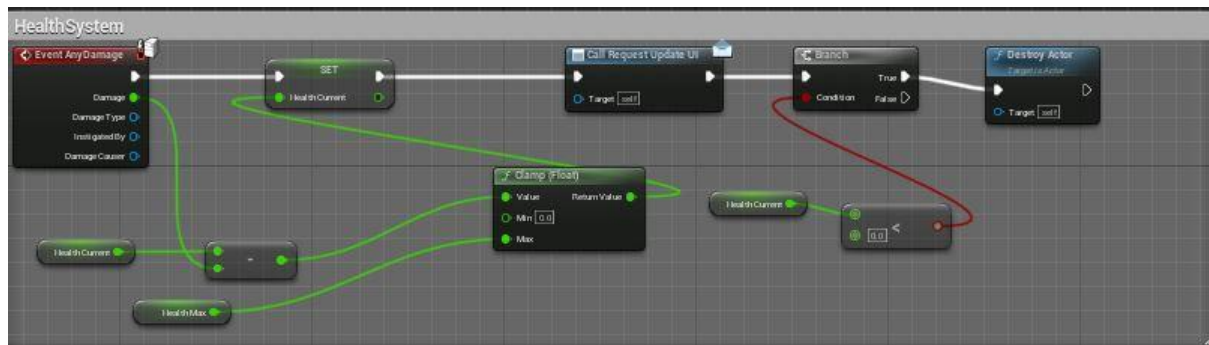 HealthSystem
Event AnyDamage
Damage
Damage Type
Instigated By
Damage Causer
SET
Health Current
Call Request Update UI
Target self
Branch
Condition
True
False
Destroy Actor
Target is Actor
Target self
Clamp (Float)
Value
Return Value
Min 0.0
Max
Health Current
-
Health Max
Health Current
0.0 <